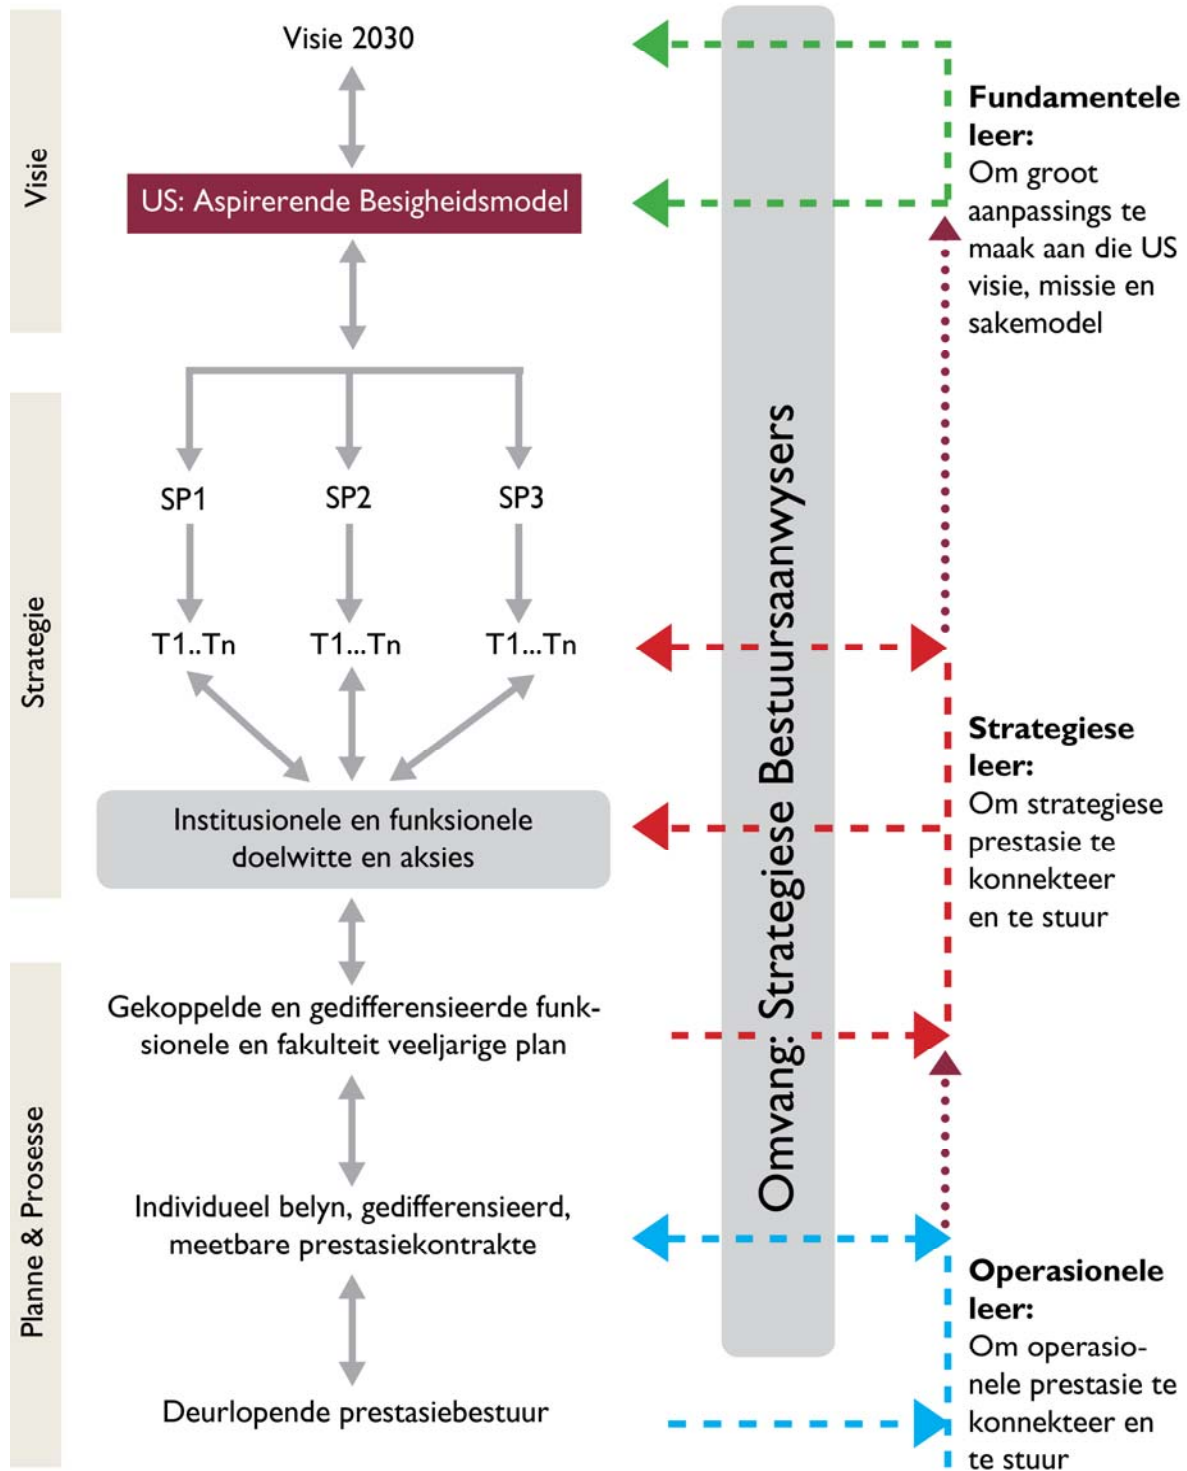 Visie
Visie 2030
US: Aspirerende Besigheidsmodel
Strategie
SP1
SP2
SP3
T1..Tn
T1...Tn
T1...Tn
Institusionele en funksionele
doelwitte en aksies
Planne & Prosesse
Gekoppelde en gedifferensieerde funk-
sionele en fakulteit veeljarige plan
Individueel belyn, gedifferensieerd,
meetbare prestasiekontrakte
Deurlopende prestasiebestuur
Omvang: Strategiese Bestuursaanwysers
Fundamentele
leer:
Om groot
aanpassings te
maak aan die US
visie, missie en
sakemodel
Strategiese
leer:
Om strategiese
prestasie te
konnekteer
en te stuur
Operasionele
leer:
Om operasio-
nele prestasie te
konnekteer en
te stuur